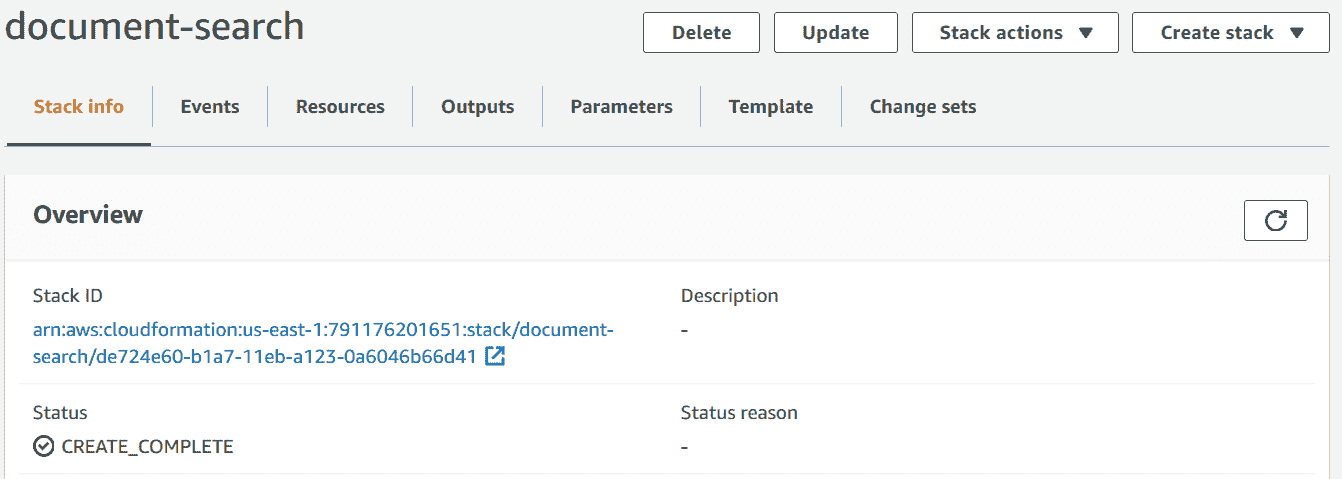 document-search
Delete
Update
Stack actions
Create stack
Stack info
Events
Resources
Outputs
Parameters
Template
Change sets
Overview
Stack ID
arn:aws:cloudformation:us-east-1:791176201651:stack/document-
search/de724e60-b1a7-11eb-a123-0a6046b66d41
Description
-
Status
CREATE_COMPLETE
Status reason
-